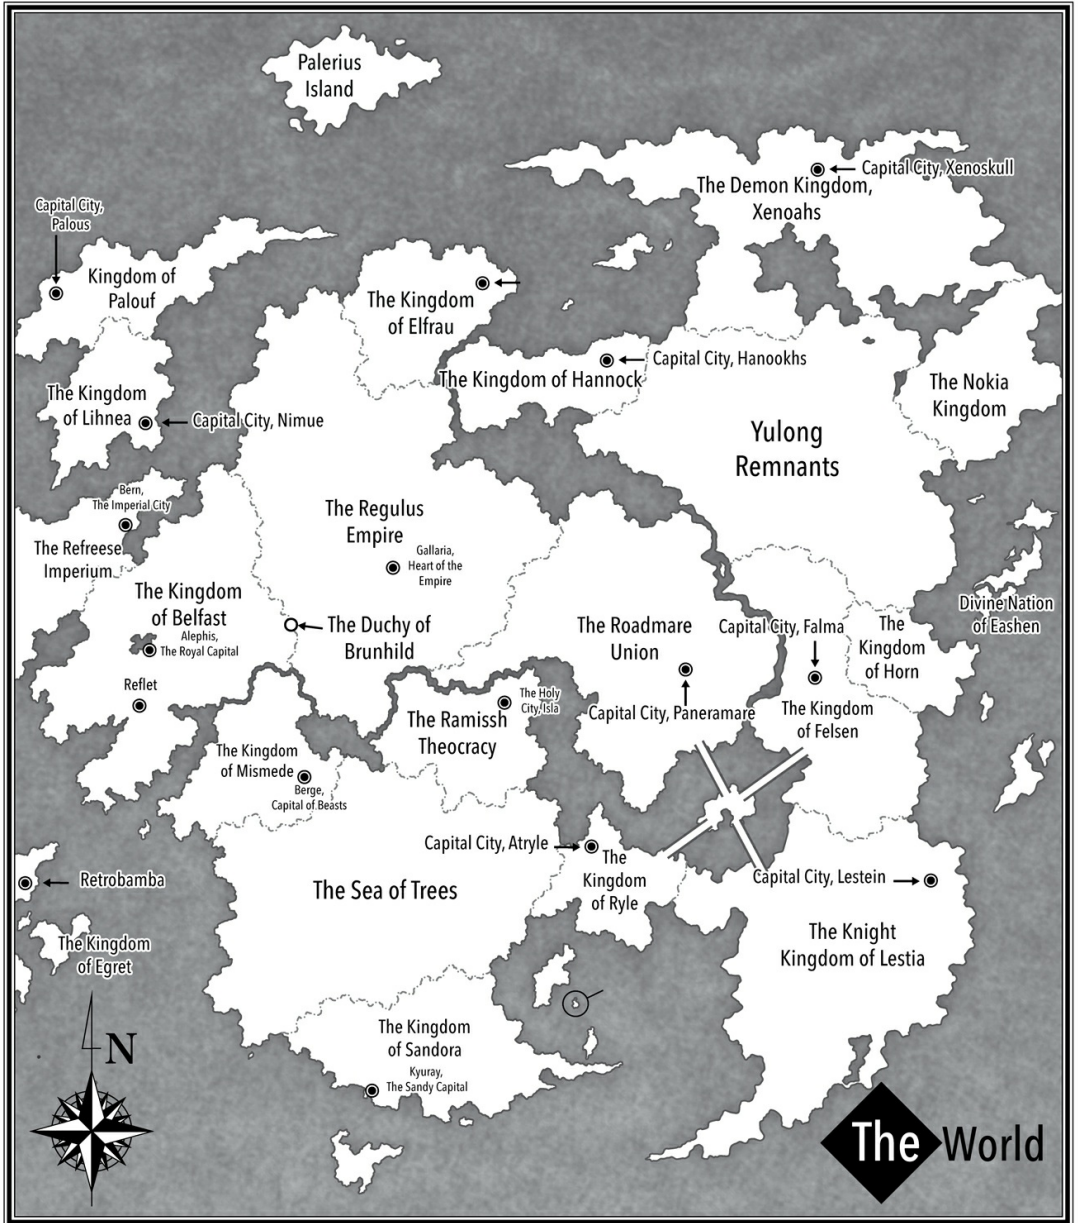 Palerius
Island
Capital City, Xenoskull
The Demon Kingdom,
Xenoahs
Capital City,
Palous
Kingdom of
Palouf
The Kingdom
of Elfrau
Capital City, Hanookhs
The Kingdom of Hannock
The Nokia
Kingdom
The Kingdom
of Lihnea
Capital City, Nimue
Yulong
Remnants
Bern,
The Imperial City
The Refreese
Imperium
The Regulus
Empire
Gallaria,
Heart of the
Empire
The Kingdom
of Belfast
Alephis,
The Royal Capital
The Duchy of
Brunhild
The Roadmare
Union
Capital City, Falma
The
Kingdom
of Horn
Divine Nation
of Eashen
Reflet
The Holy
City, Isla
The Ramissh
Theocracy
Capital City, Paneramare
The Kingdom
of Felsen
The Kingdom
of Mismede
Berge,
Capital of Beasts
Capital City, Atryle
The
Kingdom
of Ryle
Retrobamba
The Sea of Trees
Capital City, Lestein
The Kingdom
of Egret
The Knight
Kingdom of Lestia
The Kingdom
of Sandora
Kyuray,
The Sandy Capital
N
The World